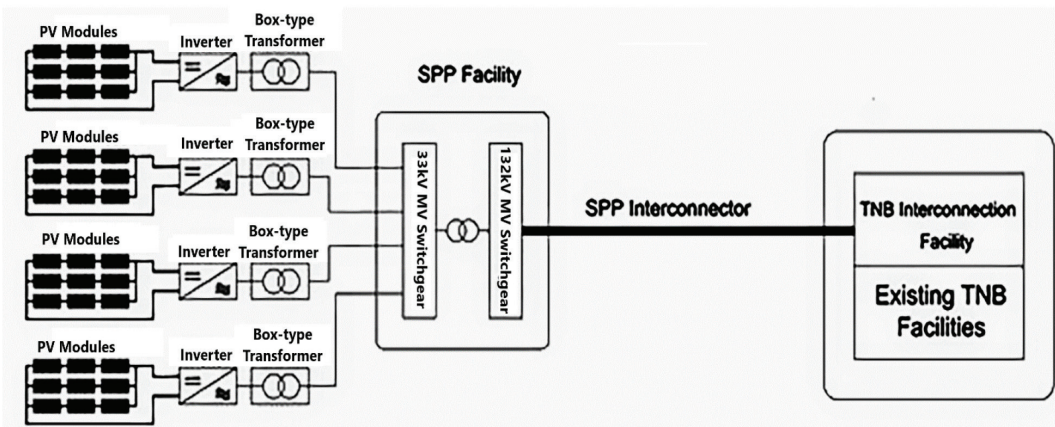 PV Modules
Inverter
Box-type
Transformer
PV Modules
Inverter
Box-type
Transformer
PV Modules
Inverter
Box-type
Transformer
PV Modules
Inverter
Box-type
Transformer
SPP Facility
33kV MV Switchgear
132kV MV Switchgear
SPP Interconnector
TNB Interconnection
Facility
Existing TNB
Facilities